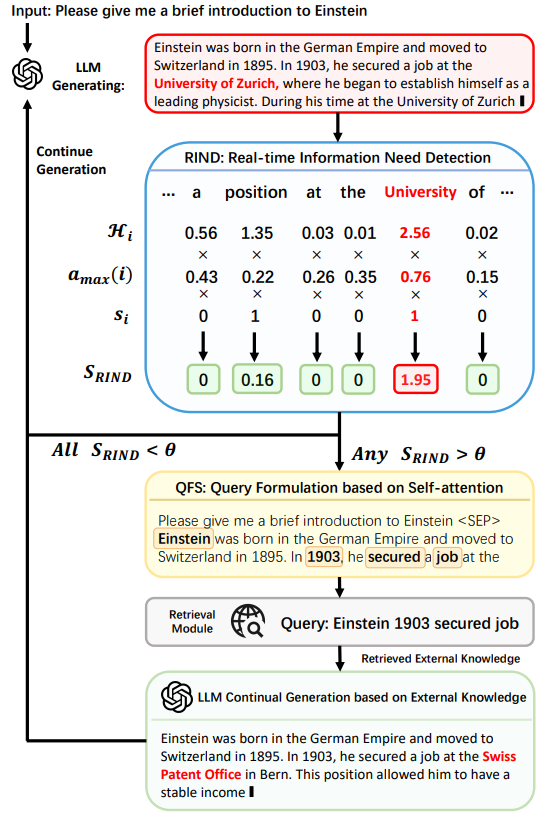 Input: Please give me a brief introduction to Einstein
LLM
Generating:
Einstein was born in the German Empire and moved to
Switzerland in 1895. In 1903, he secured a job at the
University of Zurich, where he began to establish himself as a
leading physicist. During his time at the University of Zurich
Continue
Generation
RIND: Real-time Information Need Detection
... a position at the University of ...
ℋᵢ 0.56 1.35 0.03 0.01 2.56 0.02
× × × × × ×
aₘₐₓ(i) 0.43 0.22 0.26 0.35 0.76 0.15
× × × × × ×
sᵢ 0 1 0 0 1 0
S_RIND 0 0.16 0 0 1.95 0
All S_RIND < θ
Any S_RIND > θ
QFS: Query Formulation based on Self-attention
Please give me a brief introduction to Einstein <SEP>
Einstein was born in the German Empire and moved to
Switzerland in 1895. In 1903, he secured a job at the
Retrieval
Module
Query: Einstein 1903 secured job
Retrieved External Knowledge
LLM Continual Generation based on External Knowledge
Einstein was born in the German Empire and moved to
Switzerland in 1895. In 1903, he secured a job at the Swiss
Patent Office in Bern. This position allowed him to have a
stable income